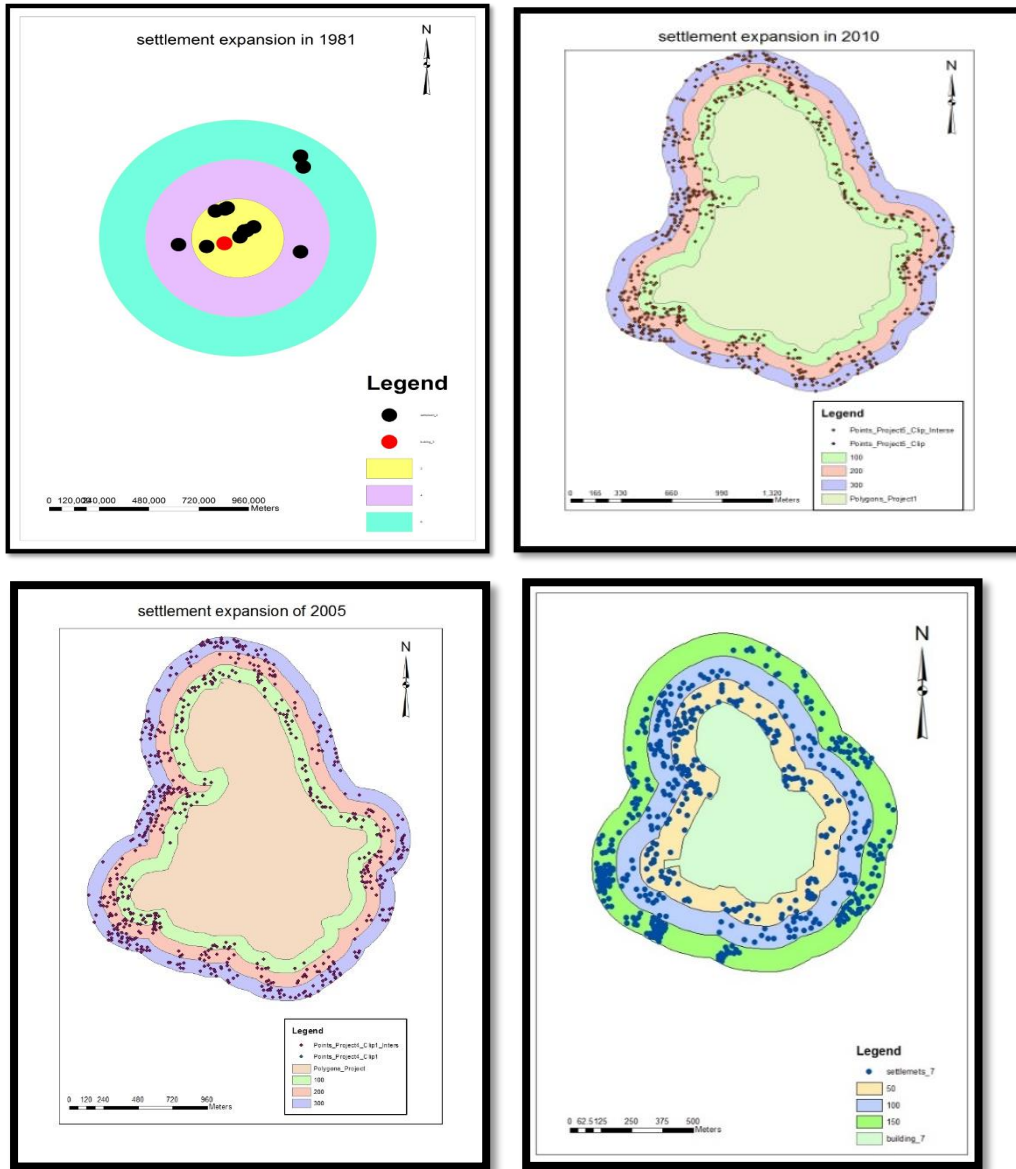 settlement expansion in 1981
N
Legend
0 120,000240,000 480,000 720,000 960,000
Meters
settlement expansion in 2010
N
Legend
Points_Project5_Clip_Interse
Points_Project5_Clip
100
200
300
Polygons_Project1
0 165 330 660 990 1,320
Meters
settlement expansion of 2005
N
Legend
Points_Project4_Clip1_Inters
Points_Project4_Clip1
Polygons_Project
100
200
300
0 120 240 480 720 960
Meters
N
Legend
settlemets_7
50
100
150
building_7
0 62.5 125 250 375 500
Meters